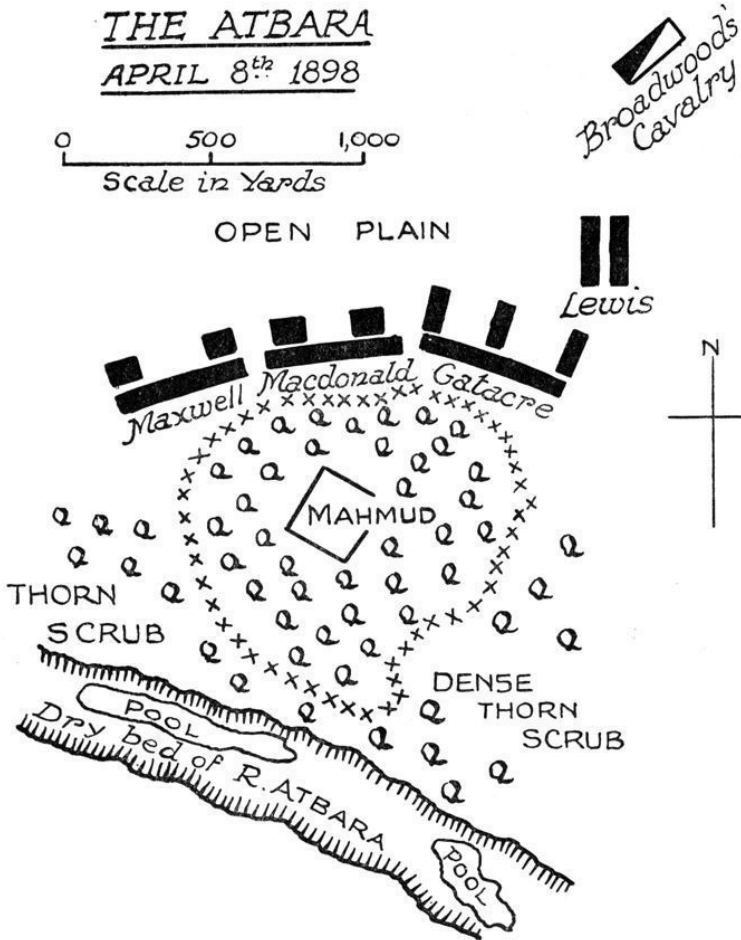 THE ATBARA
APRIL 8th 1898
Broadwoods'
Cavalry
0 500 1,000
Scale in Yards
OPEN PLAIN
Lewis
Maxwell Macdonald Gatacre
N
MAHMUD
THORN
SCRUB
DENSE
THORN
SCRUB
POOL
Dry bed of R. ATBARA
POOL